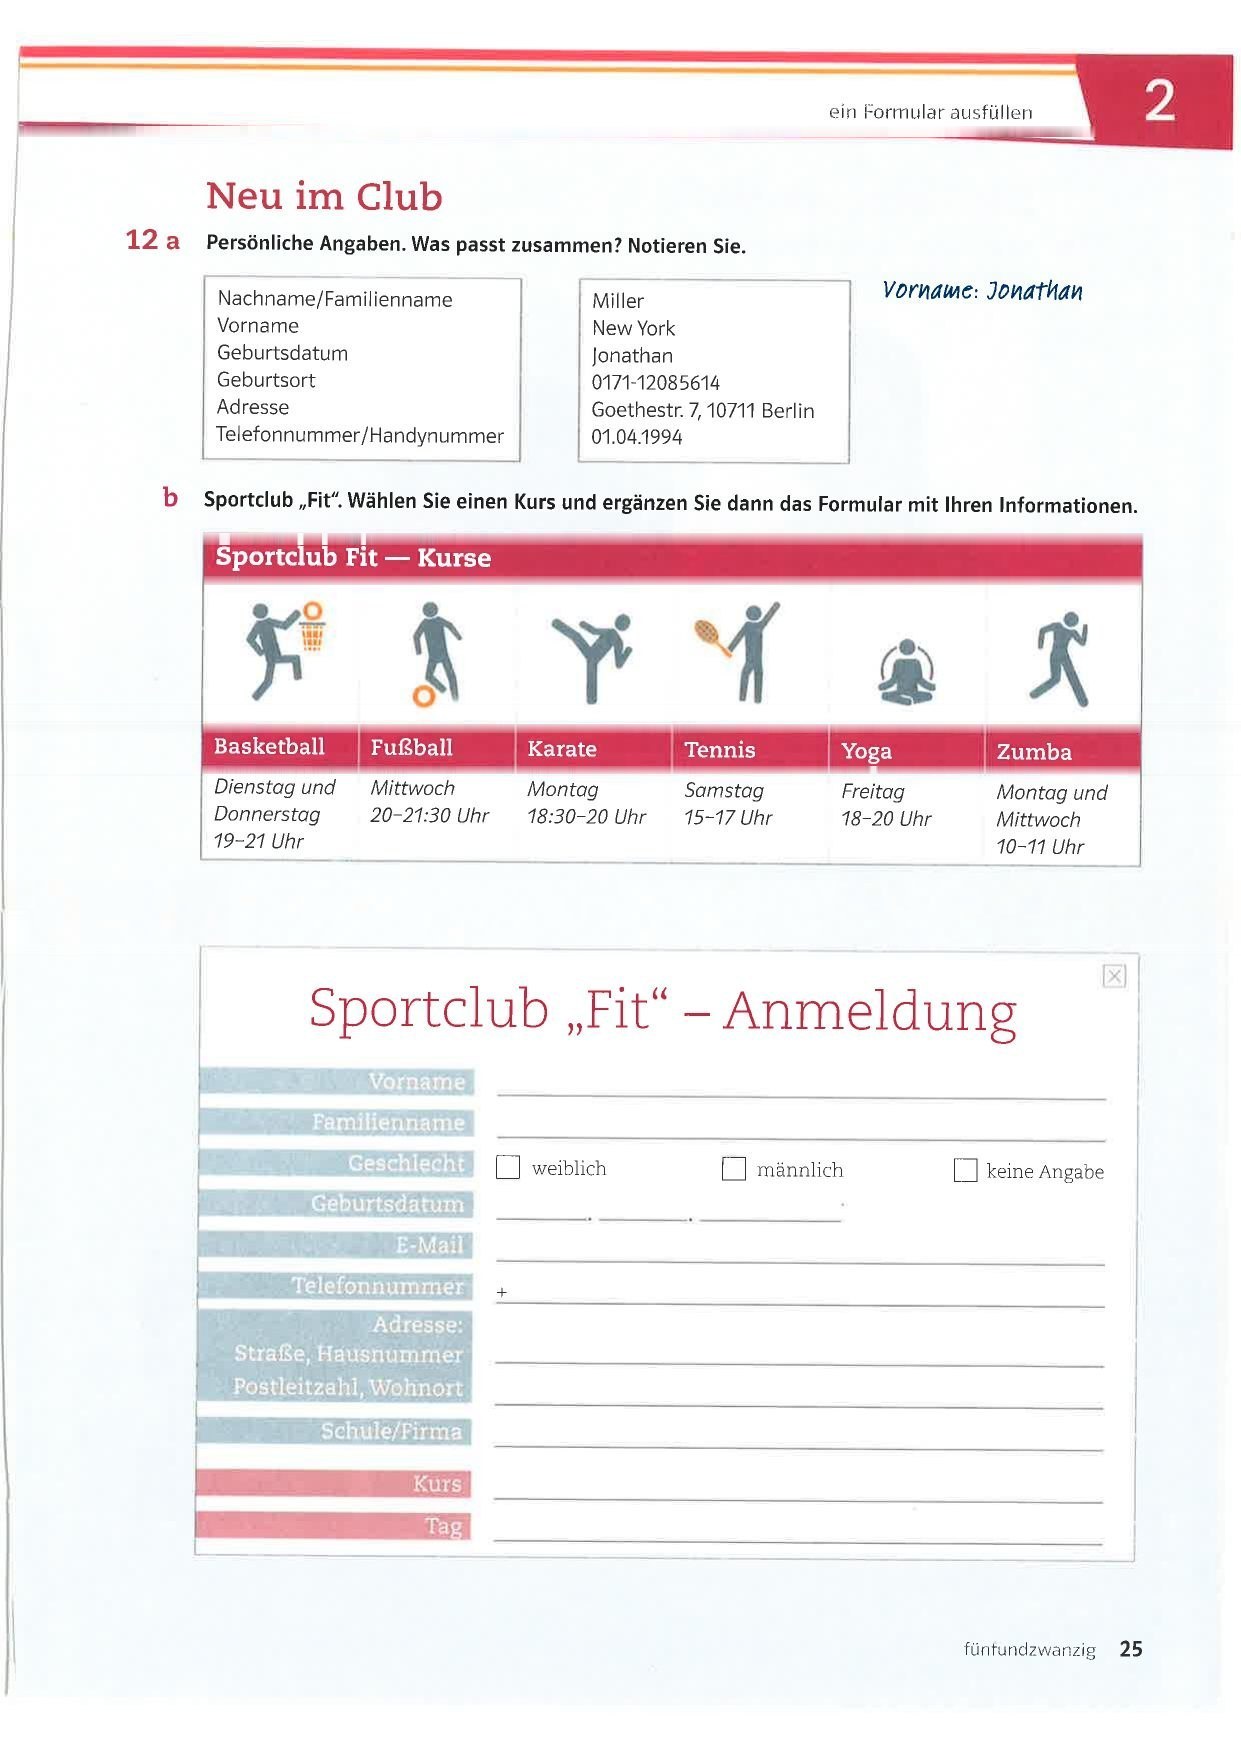 ein Formular ausfüllen
2
Neu im Club
12 a Persönliche Angaben. Was passt zusammen? Notieren Sie.
Nachname/Familienname
Vorname
Geburtsdatum
Geburtsort
Adresse
Telefonnummer/Handynummer
Miller
New York
Jonathan
0171-12085614
Goethestr. 7, 10711 Berlin
01.04.1994
Vorname: Jonathan
b Sportclub „Fit“. Wählen Sie einen Kurs und ergänzen Sie dann das Formular mit Ihren Informationen.
Sportclub Fit — Kurse
Basketball
Dienstag und
Donnerstag
19–21 Uhr
Fußball
Mittwoch
20–21:30 Uhr
Karate
Montag
18:30–20 Uhr
Tennis
Samstag
15–17 Uhr
Yoga
Freitag
18–20 Uhr
Zumba
Montag und
Mittwoch
10–11 Uhr
Sportclub „Fit“ – Anmeldung
Vorname
Familienname
Geschlecht weiblich männlich keine Angabe
Geburtsdatum . .
E-Mail
Telefonnummer +
Adresse:
Straße, Hausnummer
Postleitzahl, Wohnort
Schule/Firma
Kurs
Tag
fünfundzwanzig 25